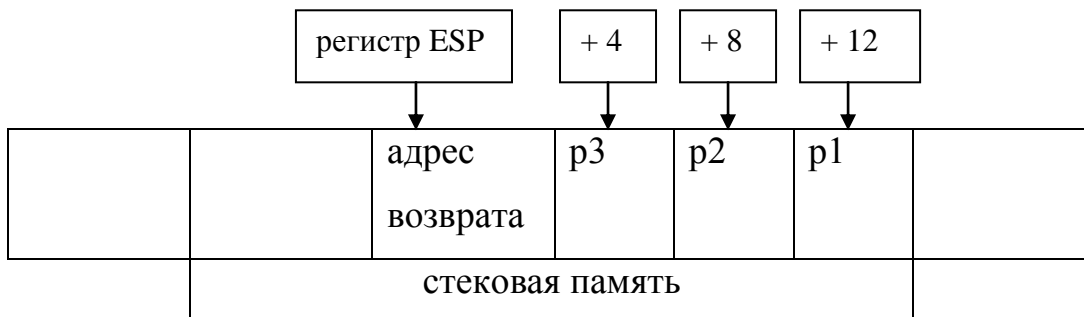 регистр ESP
+ 4
+ 8
+ 12
адрес
возврата
p3
p2
p1
стековая память